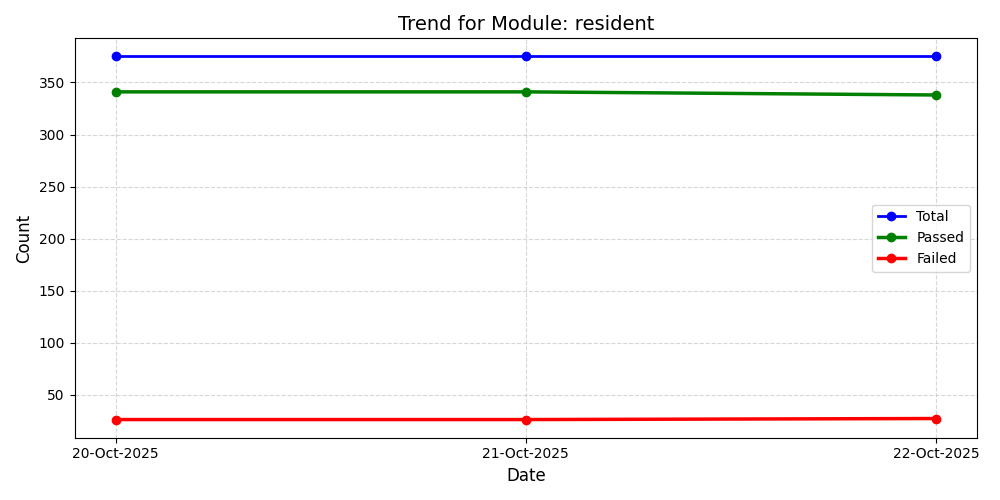 Trend for Module: resident
Count
350
300
250
200
150
100
50
Total
Passed
Failed
20-Oct-2025
21-Oct-2025
22-Oct-2025
Date